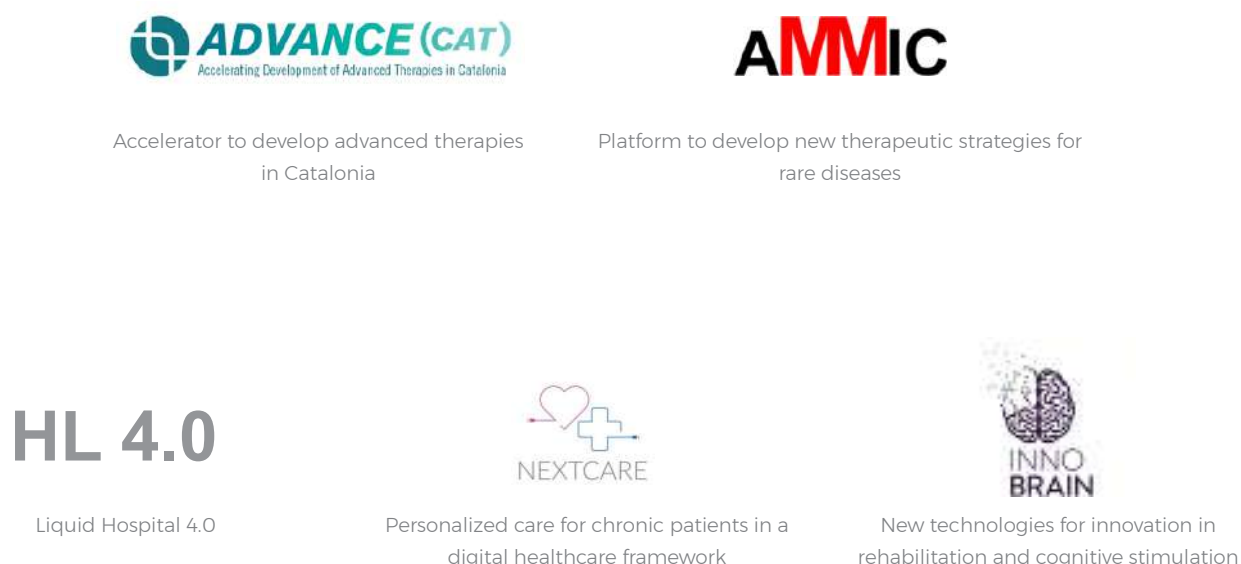 ADVANCE (CAT)
Accelerating Development of Advanced Therapies in Catalonia
AMMIC
Accelerator to develop advanced therapies
in Catalonia
Platform to develop new therapeutic strategies for
rare diseases
HL 4.0
NEXTCARE
INNO
BRAIN
Liquid Hospital 4.0
Personalized care for chronic patients in a
digital healthcare framework
New technologies for innovation in
rehabilitation and cognitive stimulation